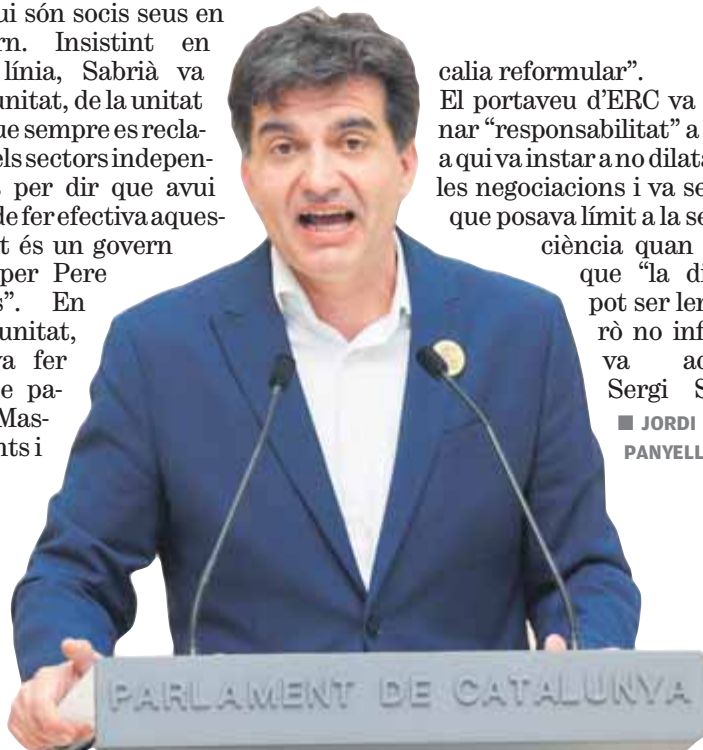 ui són socis seus en
rn. Insistint en
línia, Sabrià va
unitat, de la unitat
ue sempre es recla-
els sectors indepen-
per dir que avui
de fer efectiva aques-
t és un govern
per Pere
s”. En
unitat,
va fer
e pa-
Mas-
nts i
calia reformular”.
El portaveu d’ERC va
nar “responsabilitat” a
a qui va instar a no dilata
les negociacions i va se
que posava límit a la se
ciència quan
que “la di
pot ser ler
rò no inf
va ac
Sergi S
■ JORDI
PANYELL
PARLAMENT DE CATALUNYA